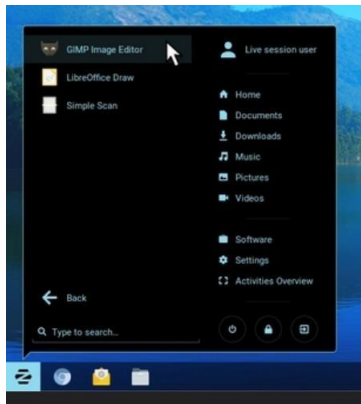 GIMP Image Editor
LibreOffice Draw
Simple Scan
Back
Type to search...
Live session user
Home
Documents
Downloads
Music
Pictures
Videos
Software
Settings
Activities Overview